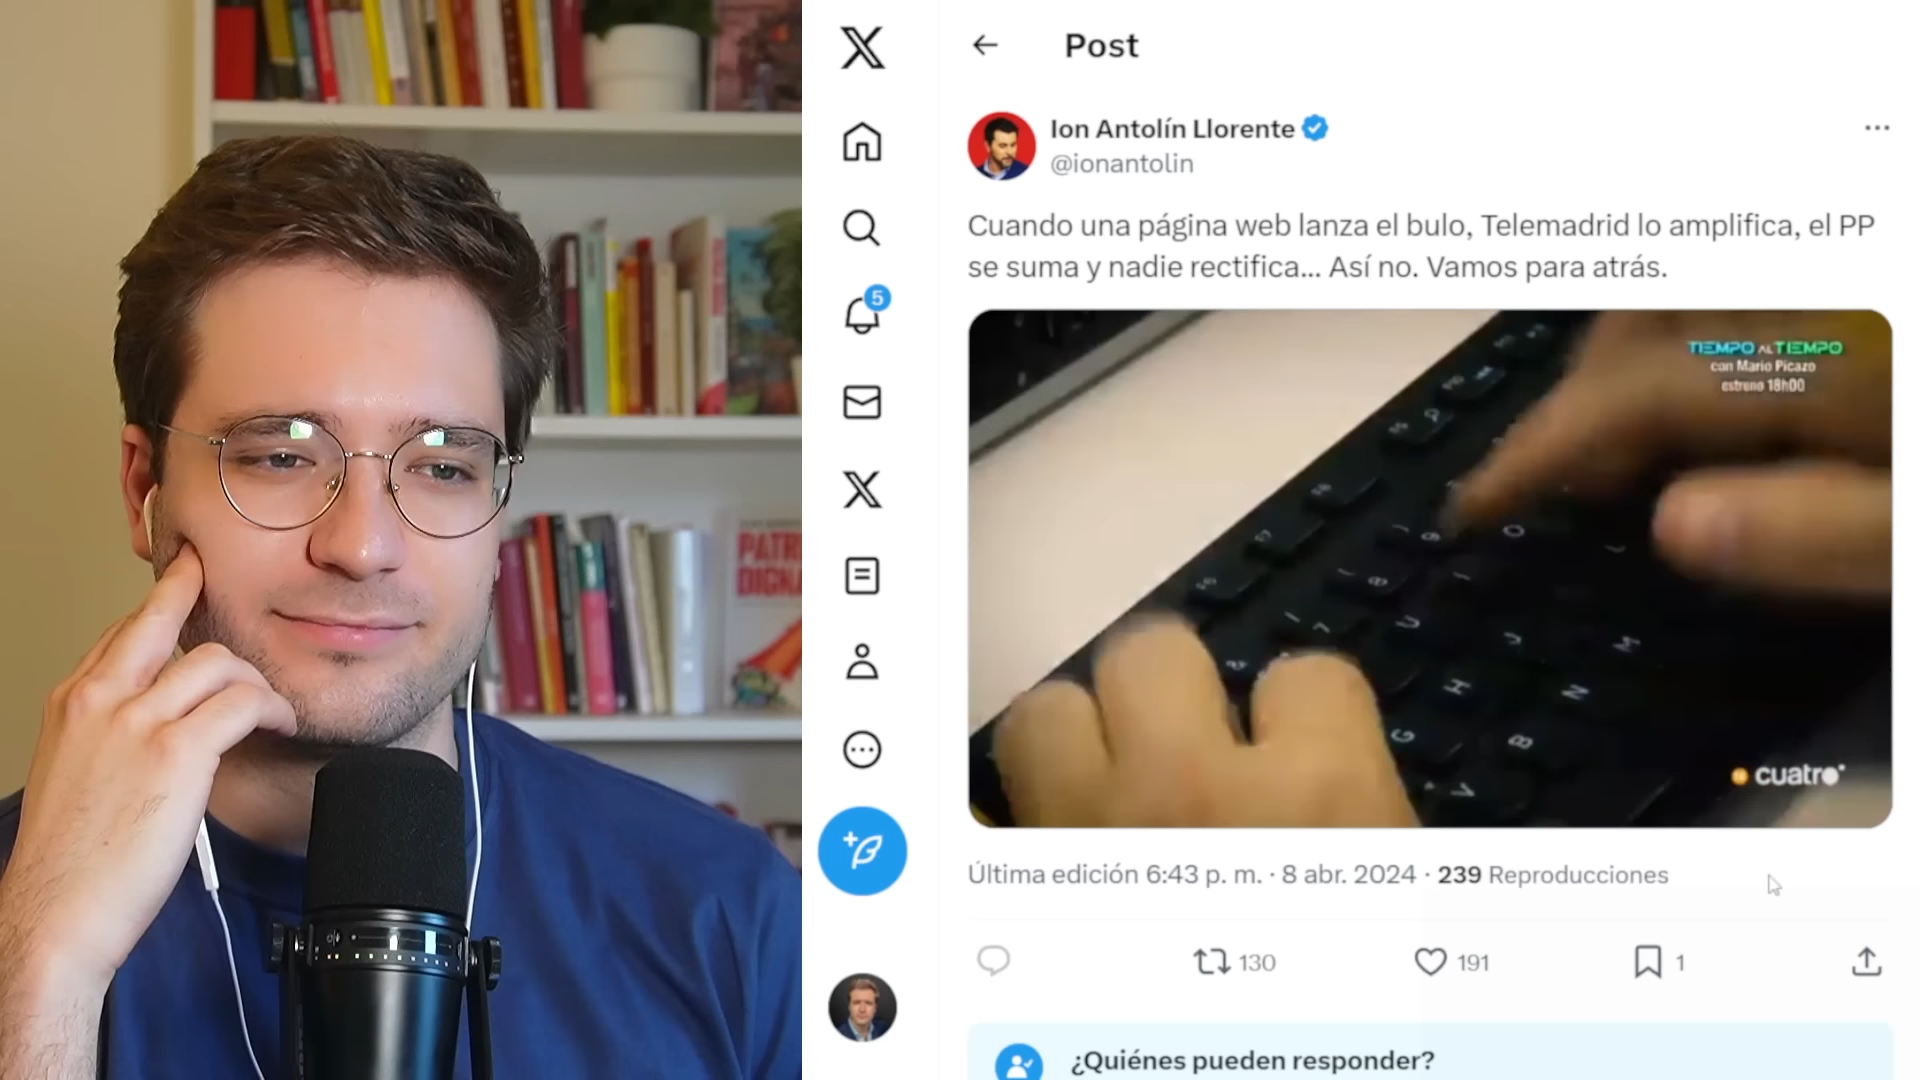 Post
Ion Antolín Llorente
@ionantolin
Cuando una página web lanza el bulo, Telemadrid lo amplifica, el PP
se suma y nadie rectifica... Así no. Vamos para atrás.
TIEMPO AL TIEMPO
con Mario Picazo
estreno 18h00
cuatro
Última edición 6:43 p. m. · 8 abr. 2024 · 239 Reproducciones
130
191
1
¿Quiénes pueden responder?
5